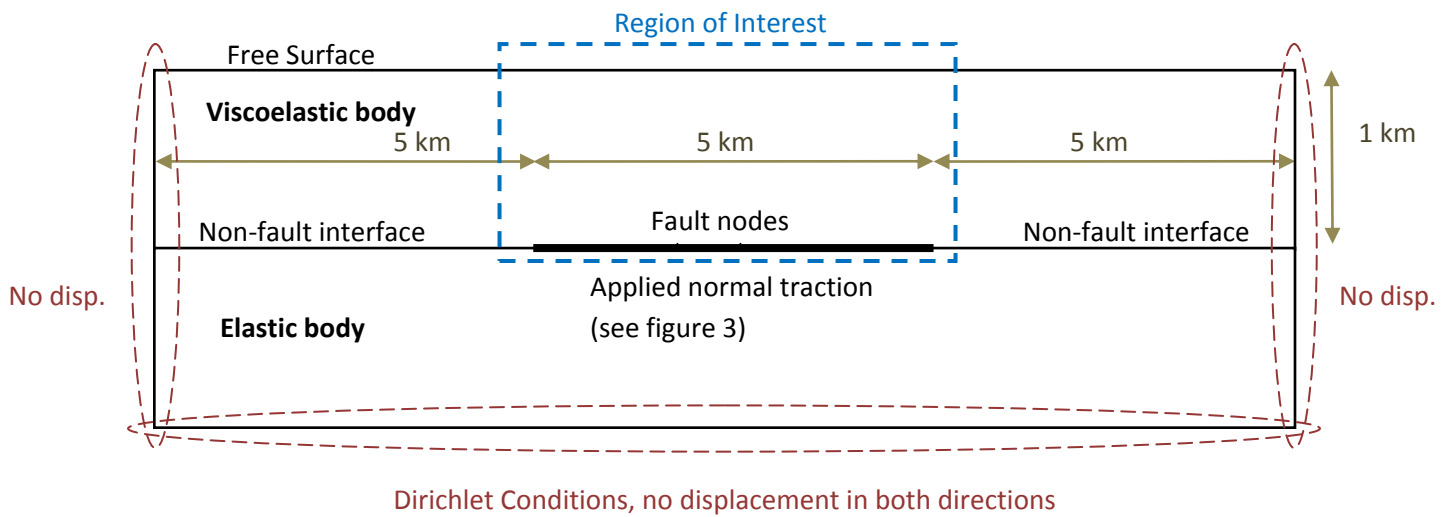 Region of Interest
Free Surface
Viscoelastic body
5 km
5 km
5 km
1 km
Non-fault interface
Fault nodes
Non-fault interface
No disp.
Applied normal traction
(see figure 3)
No disp.
Elastic body
Dirichlet Conditions, no displacement in both directions